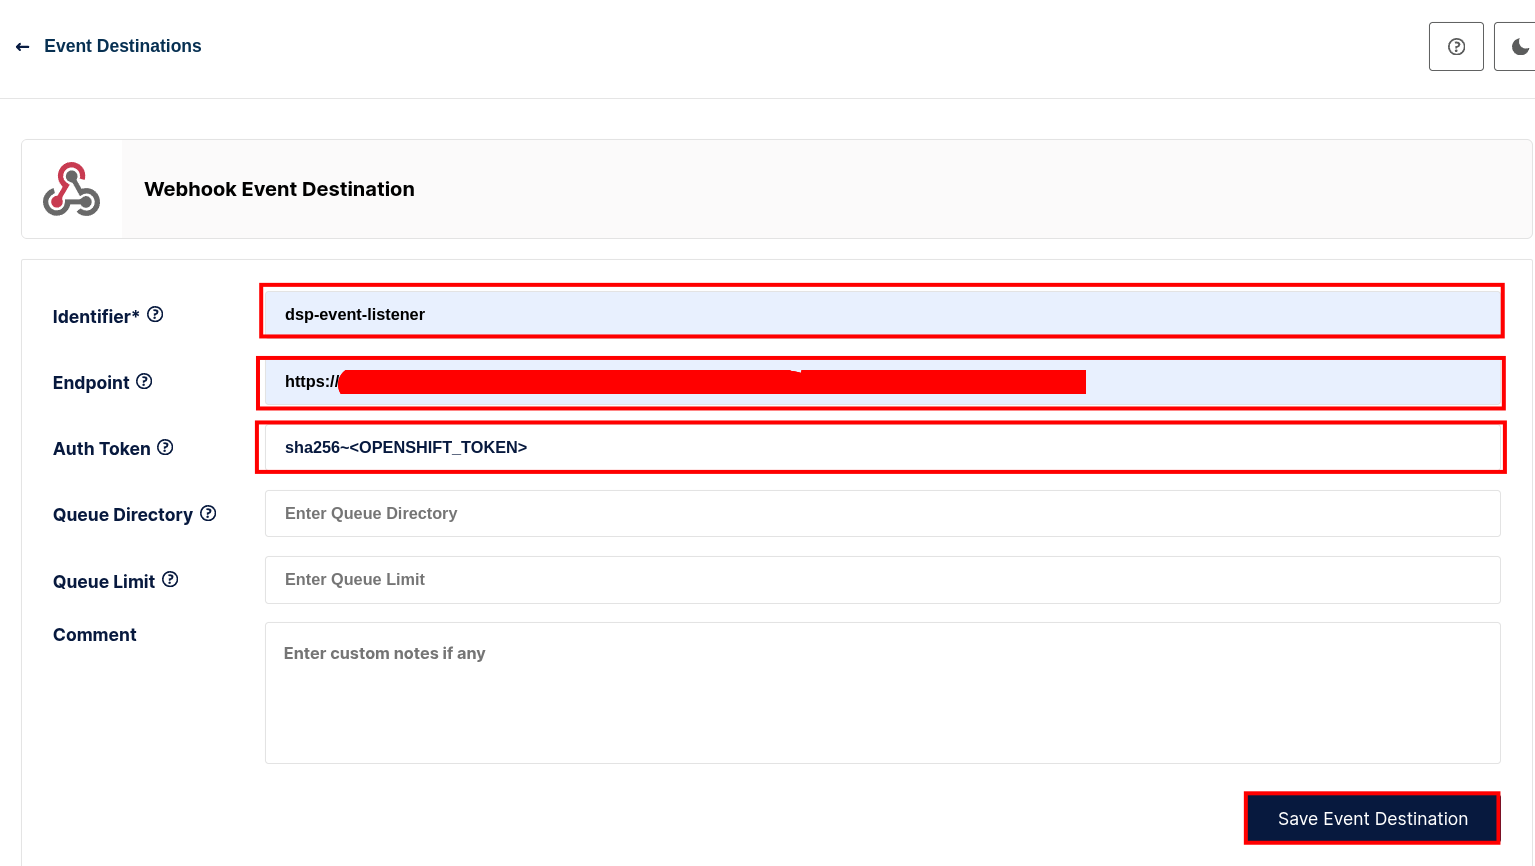 ← Event Destinations
Webhook Event Destination
Identifier* dsp-event-listener
Endpoint https://
Auth Token sha256~<OPENSHIFT_TOKEN>
Queue Directory Enter Queue Directory
Queue Limit Enter Queue Limit
Comment
Enter custom notes if any
Save Event Destination